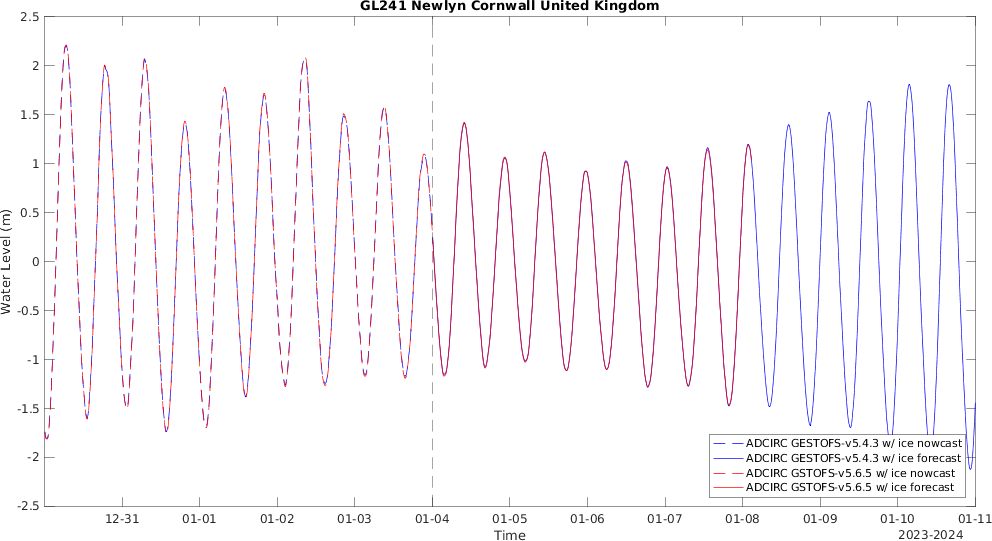 GL241 Newlyn Cornwall United Kingdom
2.5
2
1.5
1
0.5
0
-0.5
-1
-1.5
-2
-2.5
Water Level (m)
ADCIRC GESTOFS-v5.4.3 w/ ice nowcast
ADCIRC GESTOFS-v5.4.3 w/ ice forecast
ADCIRC GSTOFS-v5.6.5 w/ ice nowcast
ADCIRC GSTOFS-v5.6.5 w/ ice forecast
12-31 01-01 01-02 01-03 01-04 01-05 01-06 01-07 01-08 01-09 01-10 01-11
Time
2023-2024